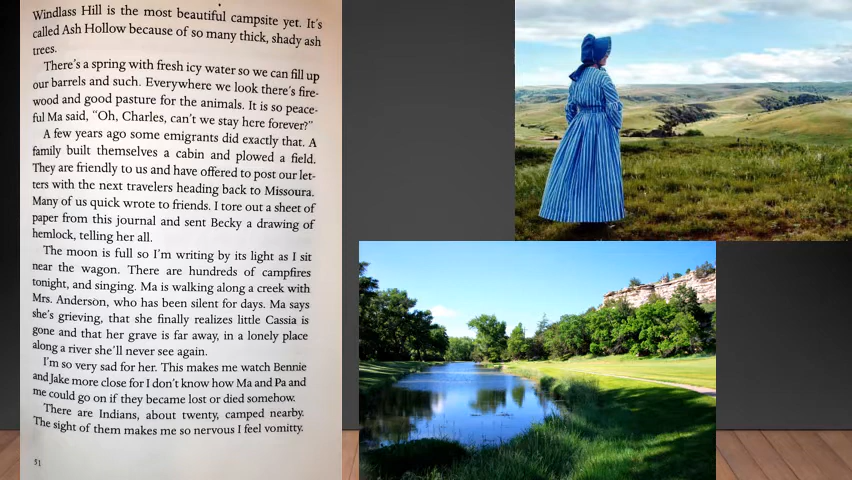 Windlass Hill is the most beautiful campsite yet. It's
called Ash Hollow because of so many thick, shady ash
trees.
There's a spring with fresh icy water so we can fill up
our barrels and such. Everywhere we look there's fire-
wood and good pasture for the animals. It is so peace-
ful Ma said, "Oh, Charles, can't we stay here forever?"
A few years ago some emigrants did exactly that. A
family built themselves a cabin and plowed a field.
They are friendly to us and have offered to post our let-
ters with the next travelers heading back to Missoura.
Many of us quick wrote to friends. I tore out a sheet of
paper from this journal and sent Becky a drawing of
hemlock, telling her all.
The moon is full so I'm writing by its light as I sit
near the wagon. There are hundreds of campfires
tonight, and singing. Ma is walking along a creek with
Mrs. Anderson, who has been silent for days. Ma says
she's grieving, that she finally realizes little Cassia is
gone and that her grave is far away, in a lonely place
along a river she'll never see again.
I'm so very sad for her. This makes me watch Bennie
and Jake more close for I don't know how Ma and Pa and
me could go on if they became lost or died somehow.
There are Indians, about twenty, camped nearby.
The sight of them makes me so nervous I feel vomitty.
51